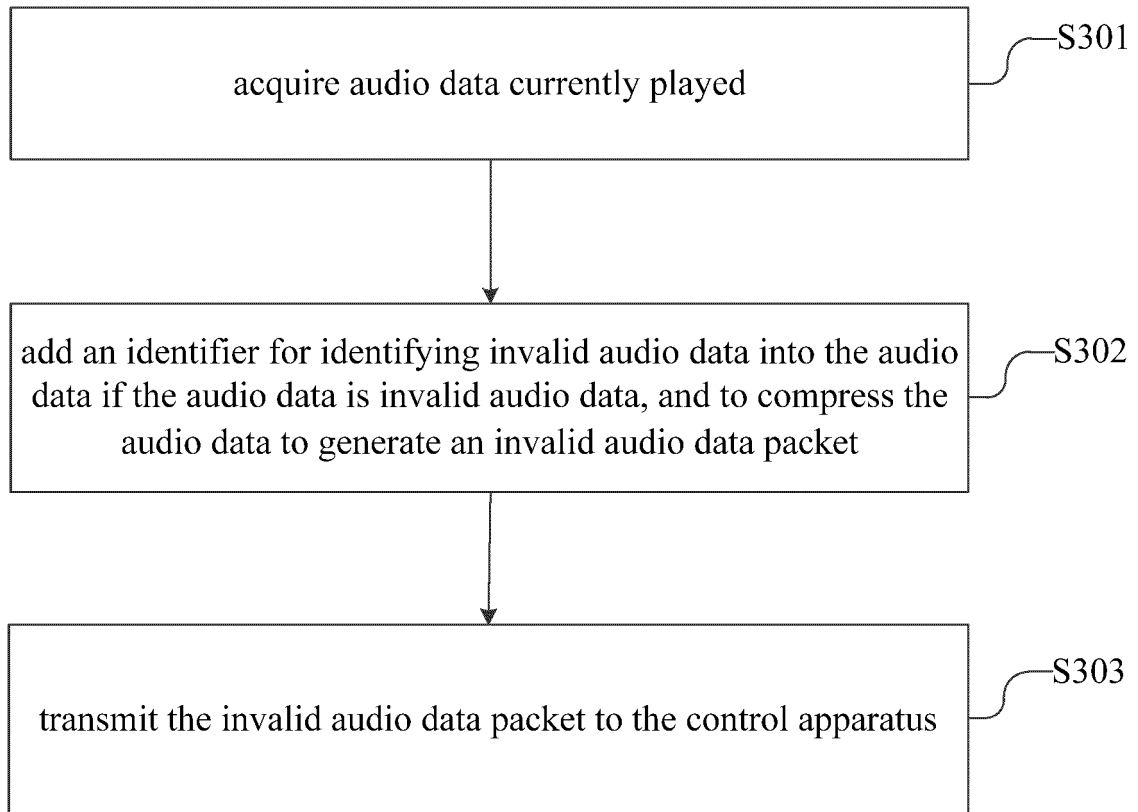 acquire audio data currently played
S301
add an identifier for identifying invalid audio data into the audio
data if the audio data is invalid audio data, and to compress the
audio data to generate an invalid audio data packet
S302
transmit the invalid audio data packet to the control apparatus
S303